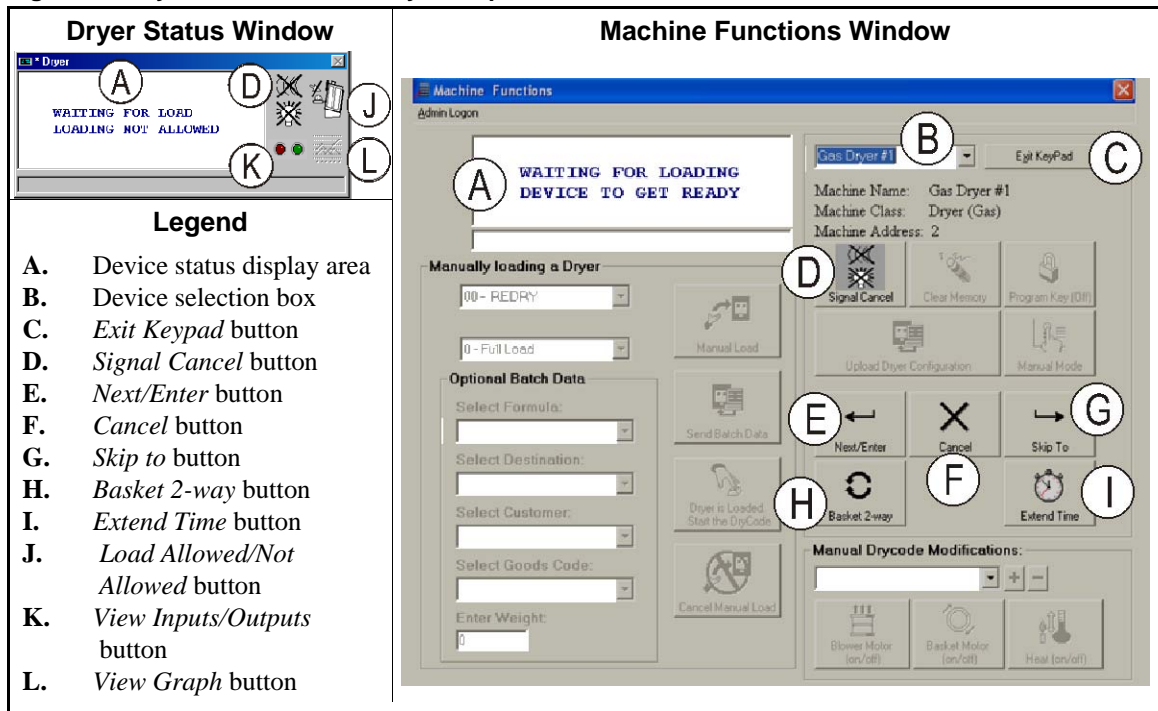 Dryer Status Window
* Dryer
A
D
WAITING FOR LOAD
LOADING NOT ALLOWED
J
K
L
Legend
A. Device status display area
B. Device selection box
C. Exit Keypad button
D. Signal Cancel button
E. Next/Enter button
F. Cancel button
G. Skip to button
H. Basket 2-way button
I. Extend Time button
J. Load Allowed/Not
Allowed button
K. View Inputs/Outputs
button
L. View Graph button
Machine Functions Window
Machine Functions
Admin Logon
A
WAITING FOR LOADING
DEVICE TO GET READY
Gas Dryer #1
B
Exit KeyPad
C
Machine Name: Gas Dryer #1
Machine Class: Dryer (Gas)
Machine Address: 2
D
Signal Cancel
Clear Memory
Program Key (Off)
Upload Dryer Configuration
Manual Mode
Manually loading a Dryer
00 - REDRY
0 - Full Load
Manual Load
Optional Batch Data
Select Formula:
Send Batch Data
Select Destination:
Select Customer:
Dryer is Loaded
Start the DryCode
Select Goods Code:
Enter Weight:
0
Cancel Manual Load
E
Next/Enter
Cancel
F
Skip To
G
H
Basket 2-way
Extend Time
I
Manual Drycode Modifications:
+ -
Blower Motor
(on/off)
Basket Motor
(on/off)
Heat (on/off)